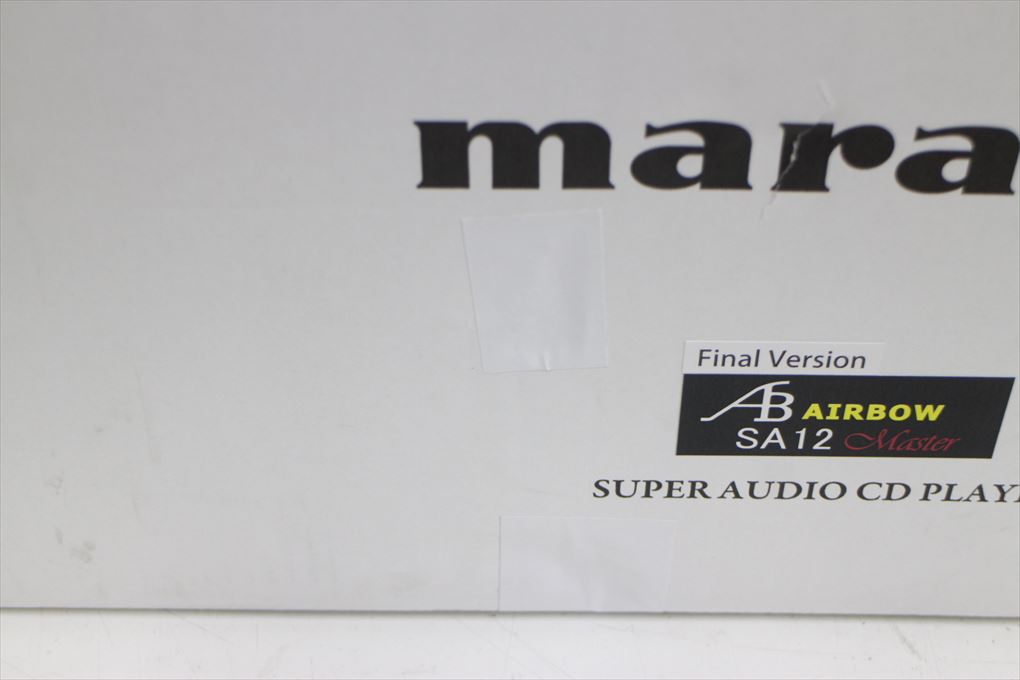 mara
Final Version
AB AIRBOW
SA12 Master
SUPER AUDIO CD PLAY